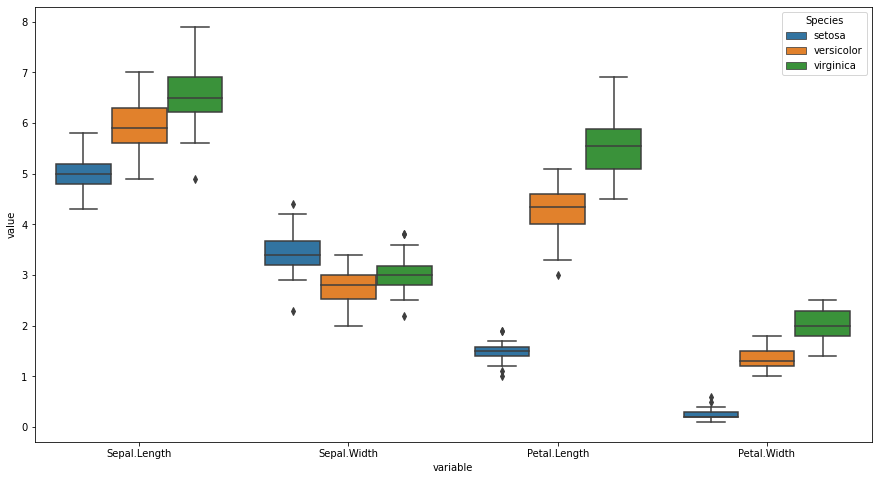 Species
setosa
versicolor
virginica
8
7
6
5
4
3
2
1
0
value
Sepal.Length Sepal.Width Petal.Length Petal.Width
variable